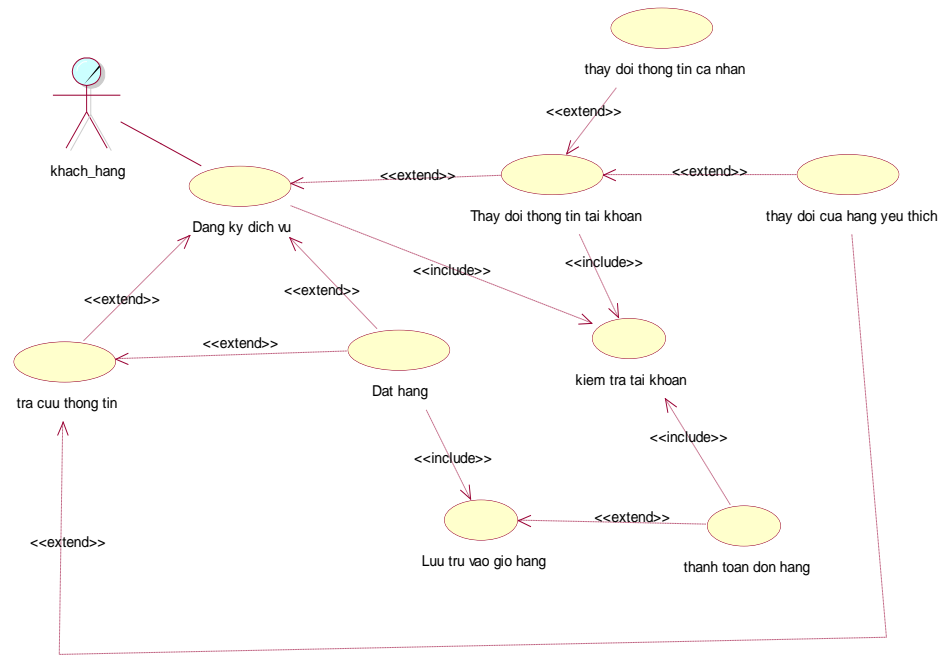 thay doi thong tin ca nhan
<<extend>>
khach_hang
<<extend>>
<<extend>>
Thay doi thong tin tai khoan
thay doi cua hang yeu thich
Dang ky dich vu
<<include>>
<<include>>
<<extend>>
<<extend>>
<<extend>>
kiem tra tai khoan
Dat hang
tra cuu thong tin
<<include>>
<<include>>
<<extend>>
<<extend>>
Luu tru vao gio hang
thanh toan don hang